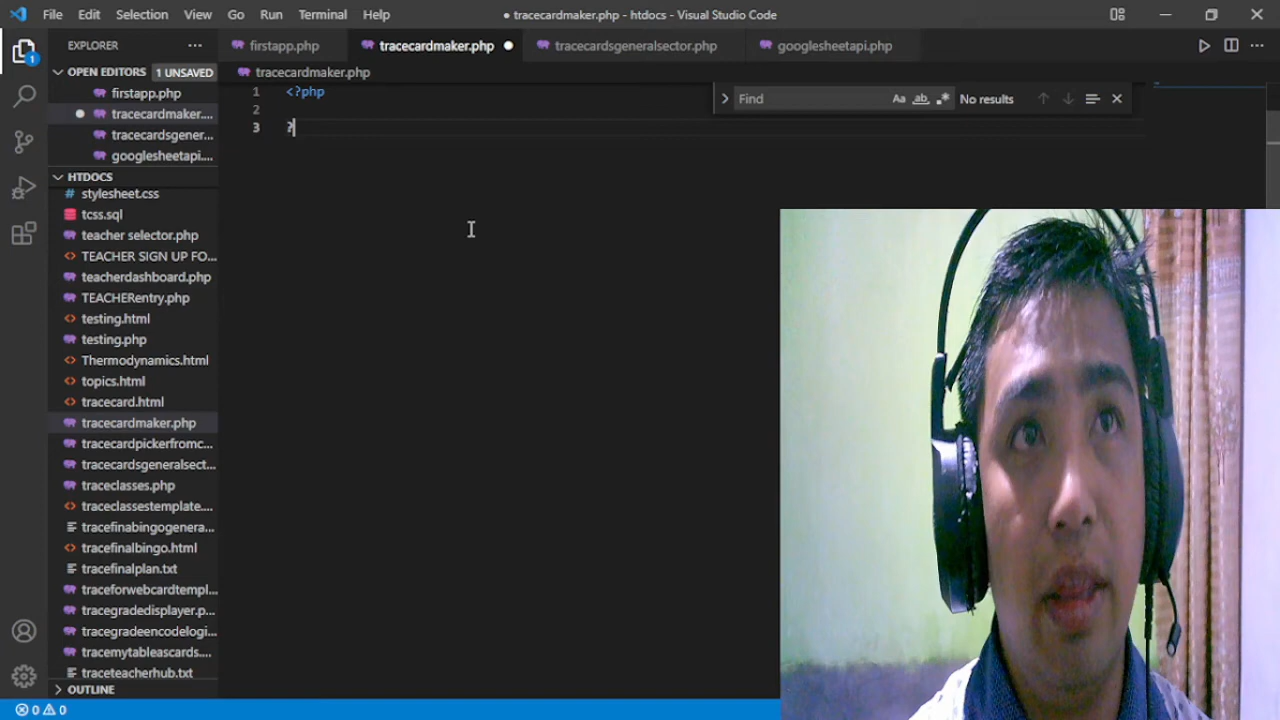 File Edit Selection View Go Run Terminal Help
● tracecardmaker.php - htdocs - Visual Studio Code
EXPLORER
firstapp.php
tracecardmaker.php
tracecardsgeneralsector.php
googlesheetapi.php
OPEN EDITORS 1 UNSAVED
firstapp.php
tracecardmaker....
tracecardsgener...
googlesheetapi....
HTDOCS
stylesheet.css
tcss.sql
teacher selector.php
TEACHER SIGN UP FO...
teacherdashboard.php
TEACHERentry.php
testing.html
testing.php
Thermodynamics.html
topics.html
tracecard.html
tracecardmaker.php
tracecardpickerfromc...
tracecardsgeneralsect...
traceclasses.php
traceclassestemplate....
tracefinabingogenera...
tracefinalbingo.html
tracefinalplan.txt
traceforwebcardtempl...
tracegradedisplayer.p...
tracegradeencodelogi...
tracemytableascards....
traceteacherhub.txt
OUTLINE
tracecardmaker.php
1 <?php
2
3 ?
Find Aa ab .* No results
1
0 0